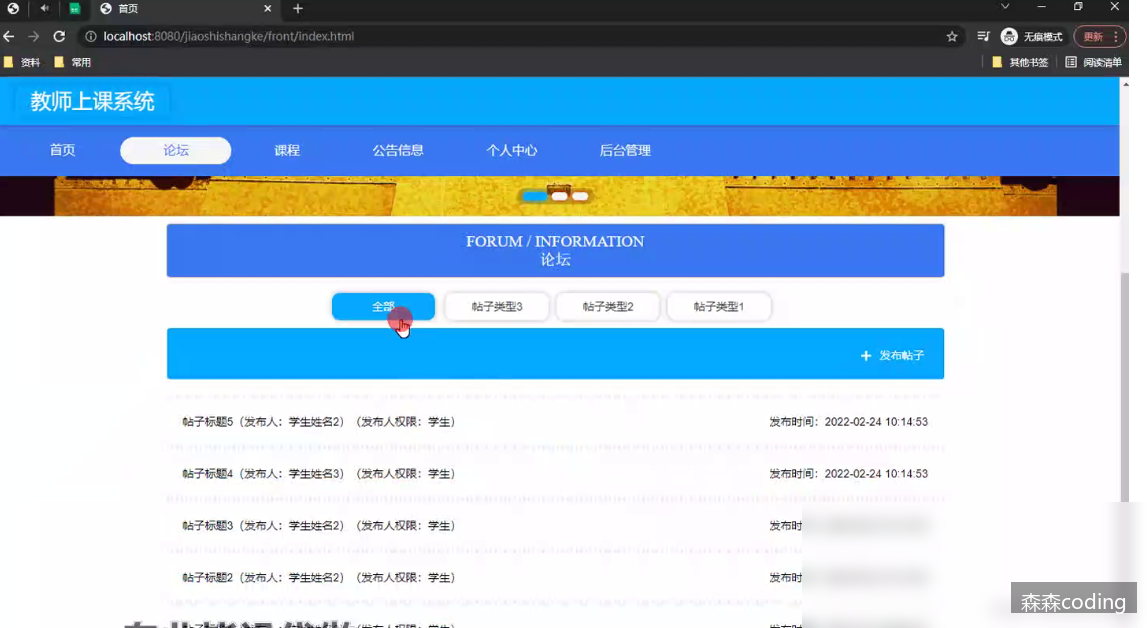 首页
localhost:8080/jiaoshishangke/front/index.html
无痕模式
更新
资料
常用
其他书签
阅读清单
教师上课系统
首页
论坛
课程
公告信息
个人中心
后台管理
FORUM / INFORMATION
论坛
全部
帖子类型3
帖子类型2
帖子类型1
+ 发布帖子
帖子标题5（发布人：学生姓名2）（发布人权限：学生）
发布时间：2022-02-24 10:14:53
帖子标题4（发布人：学生姓名3）（发布人权限：学生）
发布时间：2022-02-24 10:14:53
帖子标题3（发布人：学生姓名2）（发布人权限：学生）
发布时
帖子标题2（发布人：学生姓名2）（发布人权限：学生）
发布时
森森coding